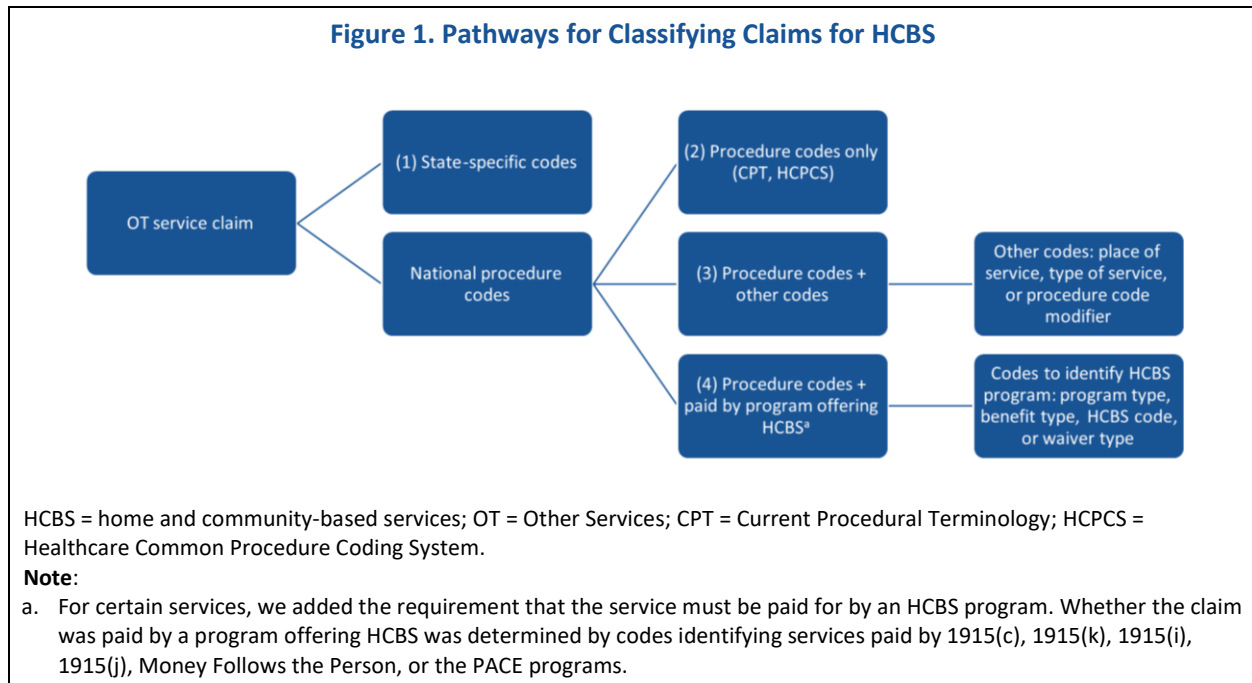 Figure 1. Pathways for Classifying Claims for HCBS
OT service claim
(1) State-specific codes
National procedure
codes
(2) Procedure codes only
(CPT, HCPCS)
(3) Procedure codes +
other codes
(4) Procedure codes +
paid by program offering
HCBSᵃ
Other codes: place of
service, type of service,
or procedure code
modifier
Codes to identify HCBS
program: program type,
benefit type, HCBS code,
or waiver type
HCBS = home and community-based services; OT = Other Services; CPT = Current Procedural Terminology; HCPCS =
Healthcare Common Procedure Coding System.
Note:
a. For certain services, we added the requirement that the service must be paid for by an HCBS program. Whether the claim
was paid by a program offering HCBS was determined by codes identifying services paid by 1915(c), 1915(k), 1915(i),
1915(j), Money Follows the Person, or the PACE programs.